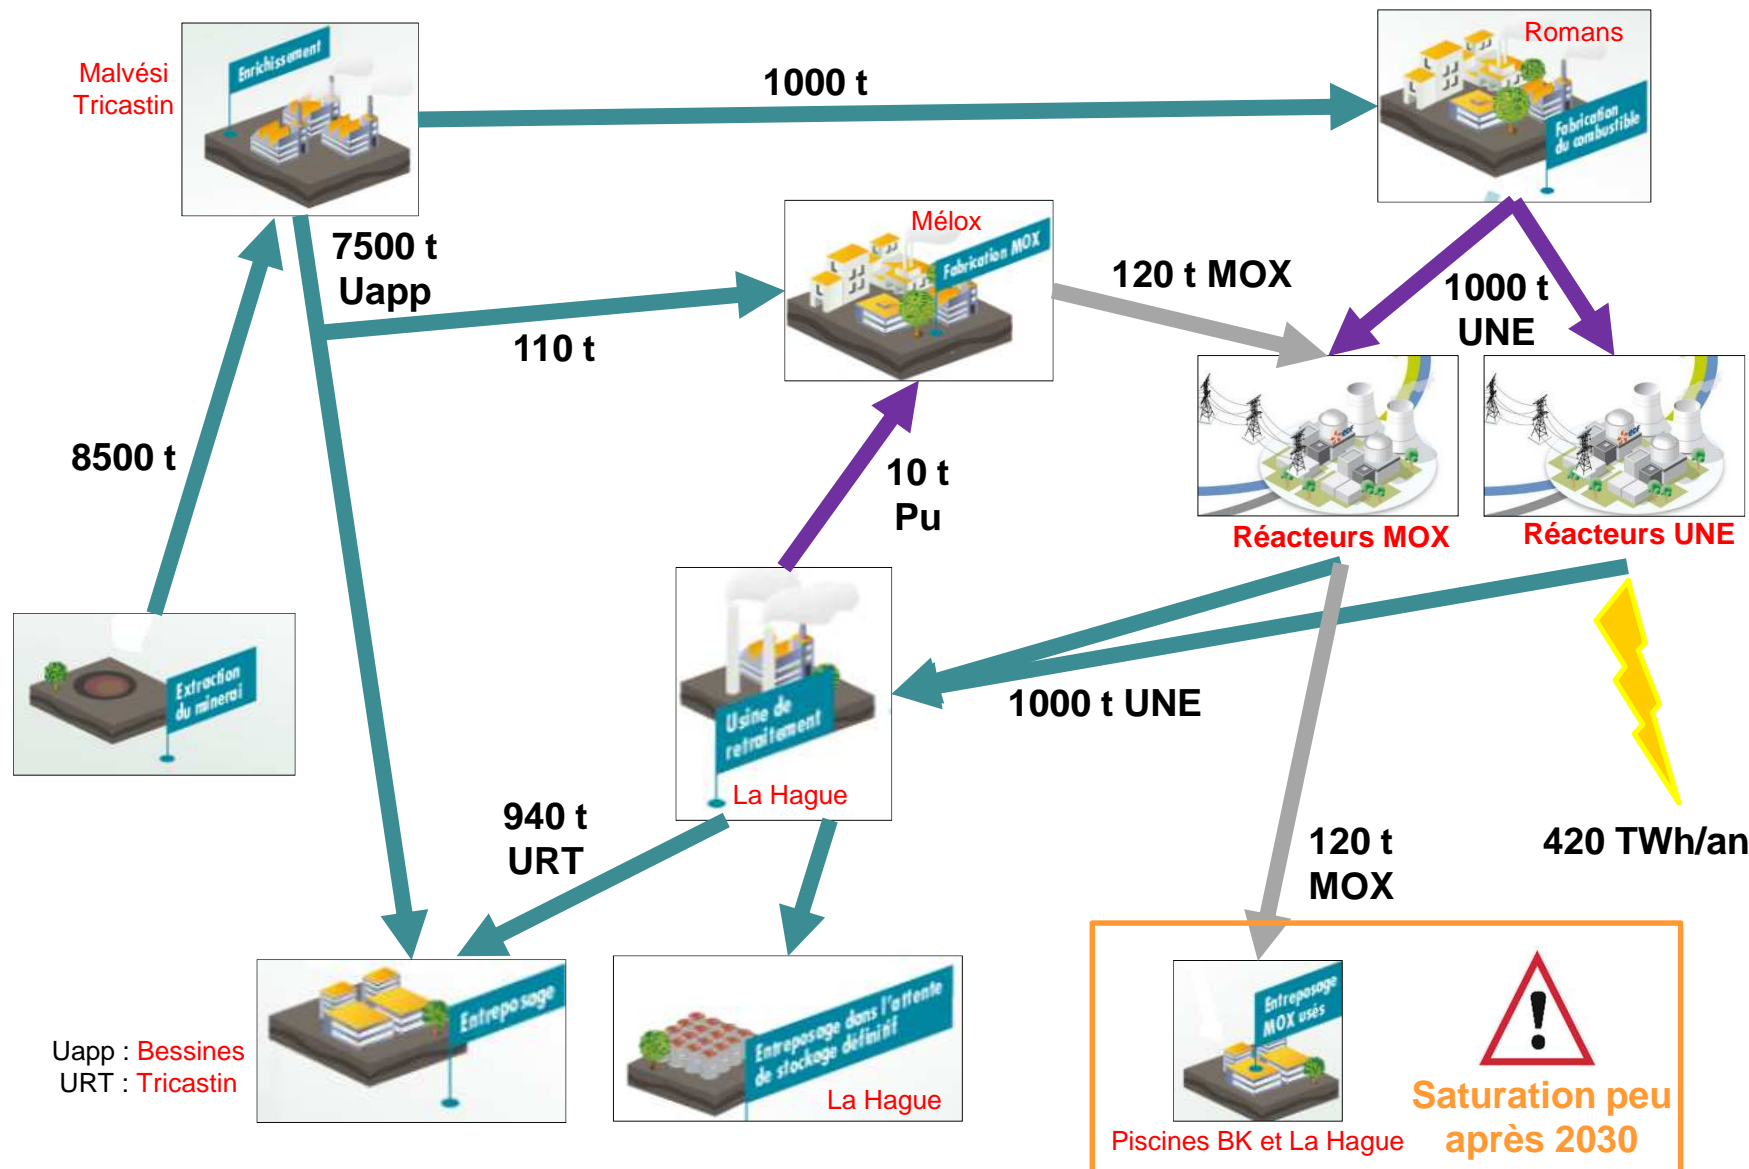 Malvési
Tricastin
Enrichissement
1000 t
Romans
Fabrication
du combustible
7500 t
Uapp
110 t
Mélox
Fabrication MOX
120 t MOX
1000 t
UNE
8500 t
10 t
Pu
edf
Réacteurs MOX
Réacteurs UNE
Extraction
du minerai
Usine de
retraitement
La Hague
1000 t UNE
940 t
URT
120 t
MOX
420 TWh/an
Entreposage
Uapp : Bessines
URT : Tricastin
Entreposage dans l'attente
de stockage définitif
La Hague
Entreposage
MOX usés
Piscines BK et La Hague
Saturation peu
après 2030